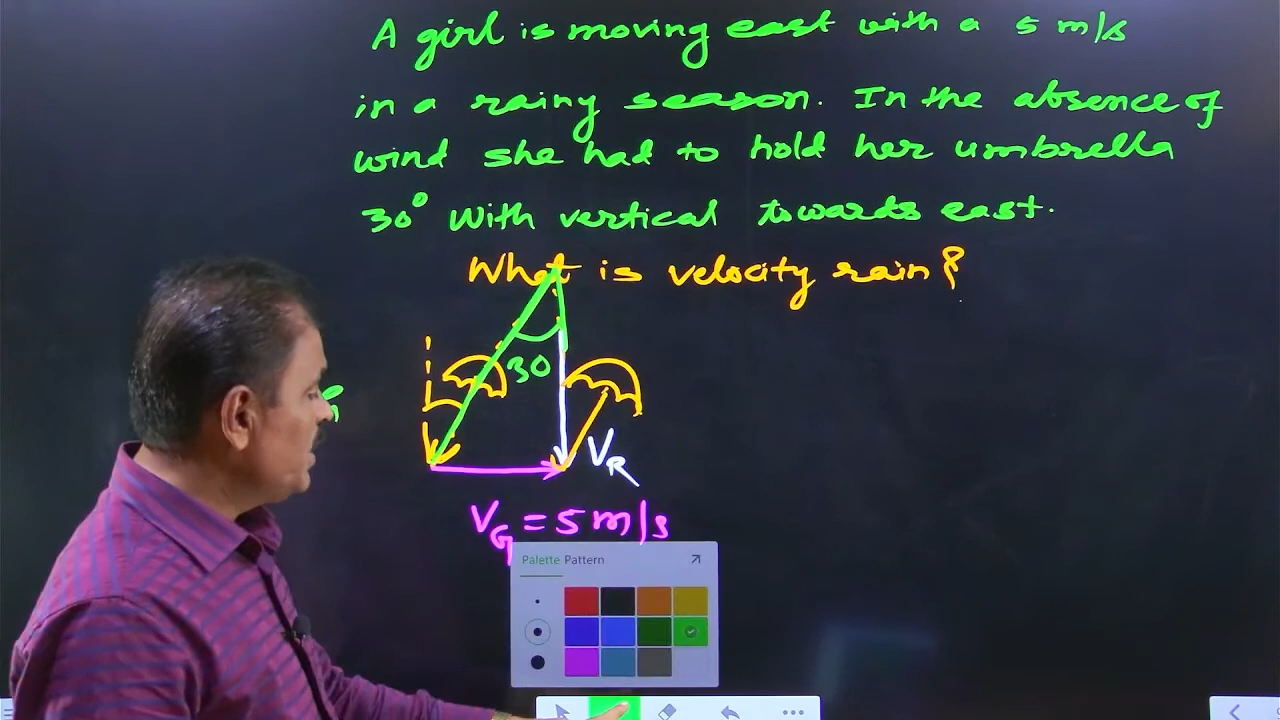 A girl is moving east with a 5 m/s
in a rainy season. In the absence of
wind she had to hold her umbrella
30° with vertical towards east.
What is velocity rain?
30
VR
VG = 5 m/s
Palette Pattern